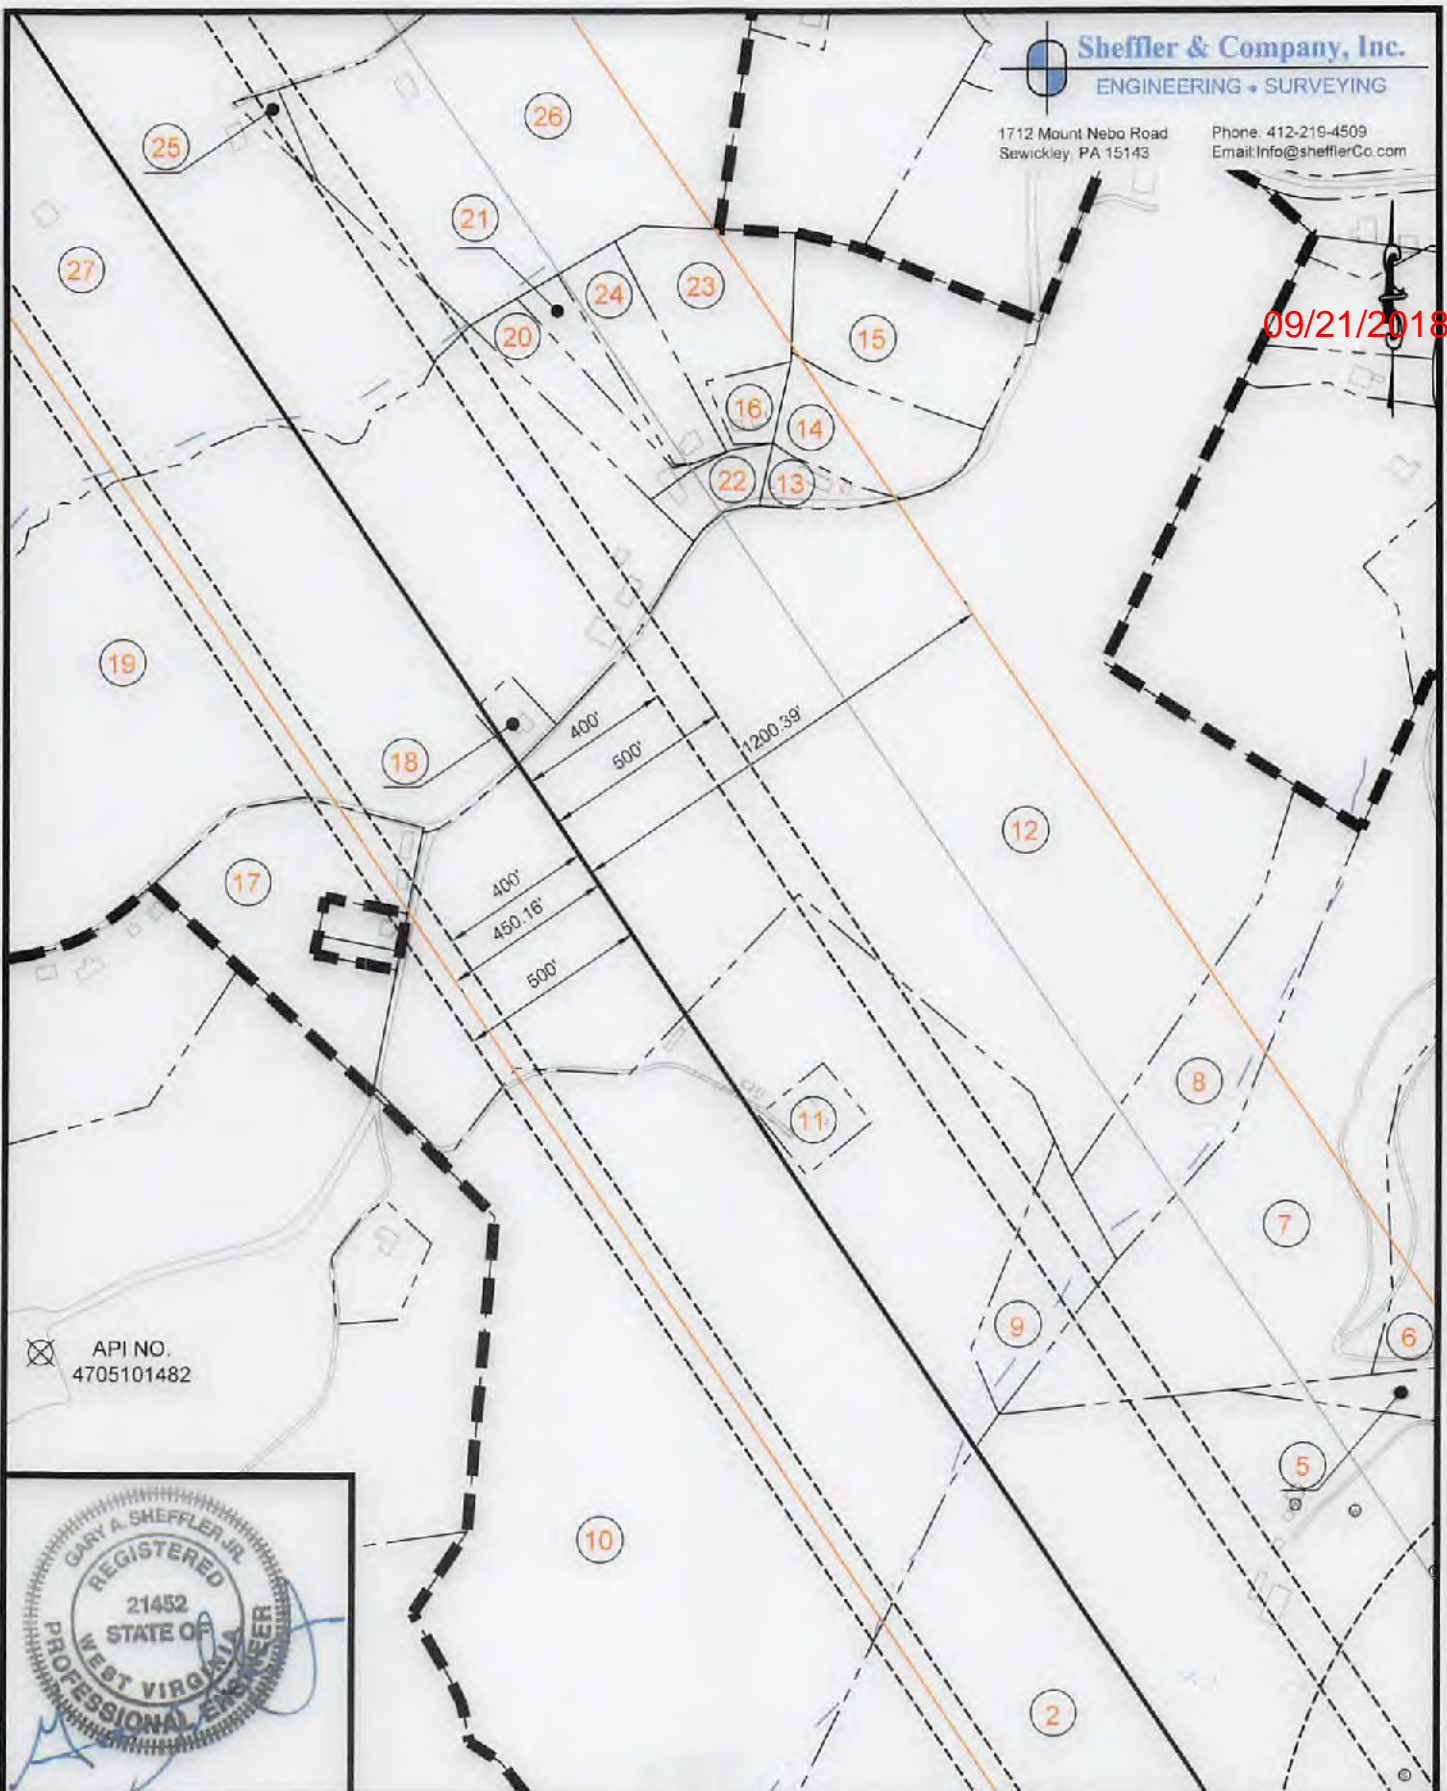 Sheffler & Company, Inc.
ENGINEERING • SURVEYING
1712 Mount Nebo Road
Sewickley, PA 15143
Phone: 412-219-4509
Email:Info@shefflerCo.com
09/21/2018
26
25
21
27
24
23
20
15
16
14
22
13
19
18
400'
500'
1200.39'
12
17
400'
450.16'
500'
8
11
7
9
6
API NO.
4705101482
5
10
2
GARY A. SHEFFLER JR.
REGISTERED
21452
STATE OF
WEST VIRGINIA
PROFESSIONAL ENGINEER